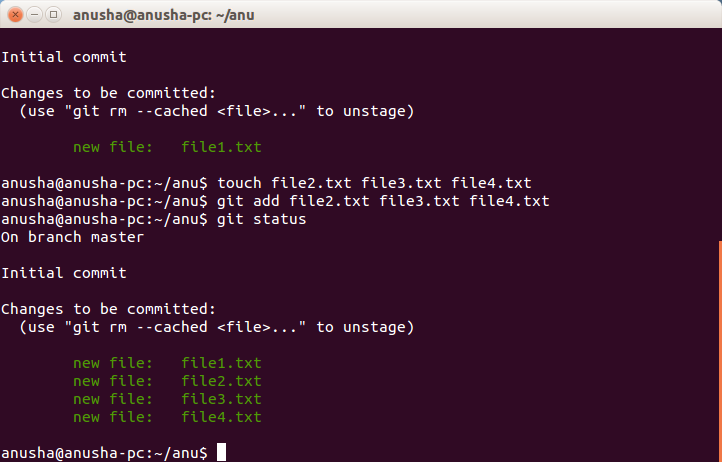 anusha@anusha-pc: ~/anu
Initial commit
Changes to be committed:
  (use "git rm --cached <file>..." to unstage)
        new file:   file1.txt
anusha@anusha-pc:~/anu$ touch file2.txt file3.txt file4.txt
anusha@anusha-pc:~/anu$ git add file2.txt file3.txt file4.txt
anusha@anusha-pc:~/anu$ git status
On branch master
Initial commit
Changes to be committed:
  (use "git rm --cached <file>..." to unstage)
        new file:   file1.txt
        new file:   file2.txt
        new file:   file3.txt
        new file:   file4.txt
anusha@anusha-pc:~/anu$